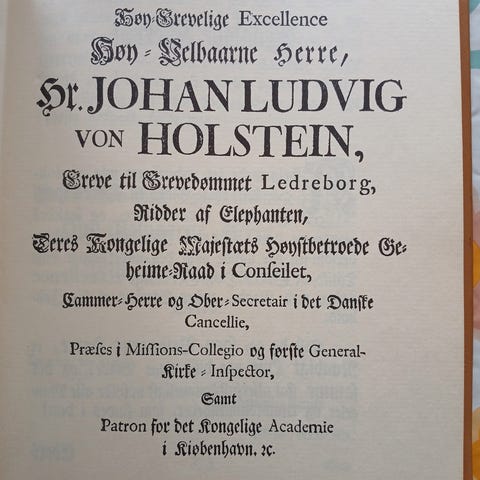 Høy-Grevelige Excellence
Høy-Velbaarne Herre,
Hr. JOHAN LUDVIG
VON HOLSTEIN,
Greve til Grevedømmet Ledreborg,
Ridder af Elephanten,
Deres Kongelige Majestæts Høystbetroede Ge-
heime-Raad i Conſeilet,
Cammer-Herre og Ober-Secretair i det Danſke
Cancellie,
Præſes i Miſſions-Collegio og førſte General-
Kirke-Inſpector,
Samt
Patron for det Kongelige Academie
i Kiøbenhavn. ꝛc.